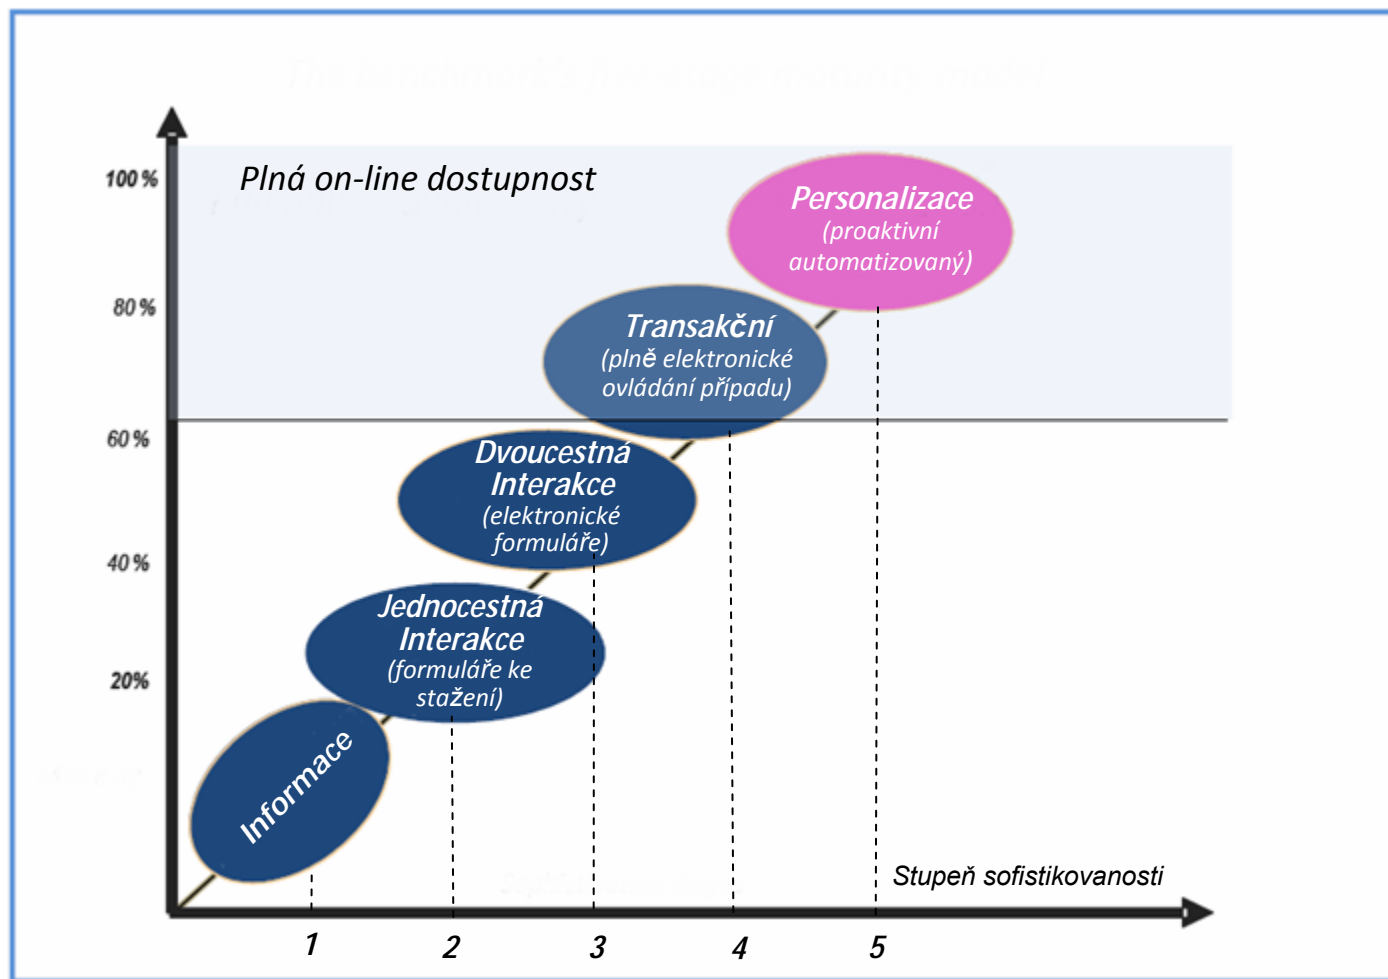 Plná on-line dostupnost
100%
80%
60%
40%
20%
Personalizace
(proaktivní
automatizovaný)
Transakční
(plně elektronické
ovládání případu)
Dvoucestná
Interakce
(elektronické
formuláře)
Jednocestná
Interakce
(formuláře ke
stažení)
Informace
Stupeň sofistikovanosti
1
2
3
4
5